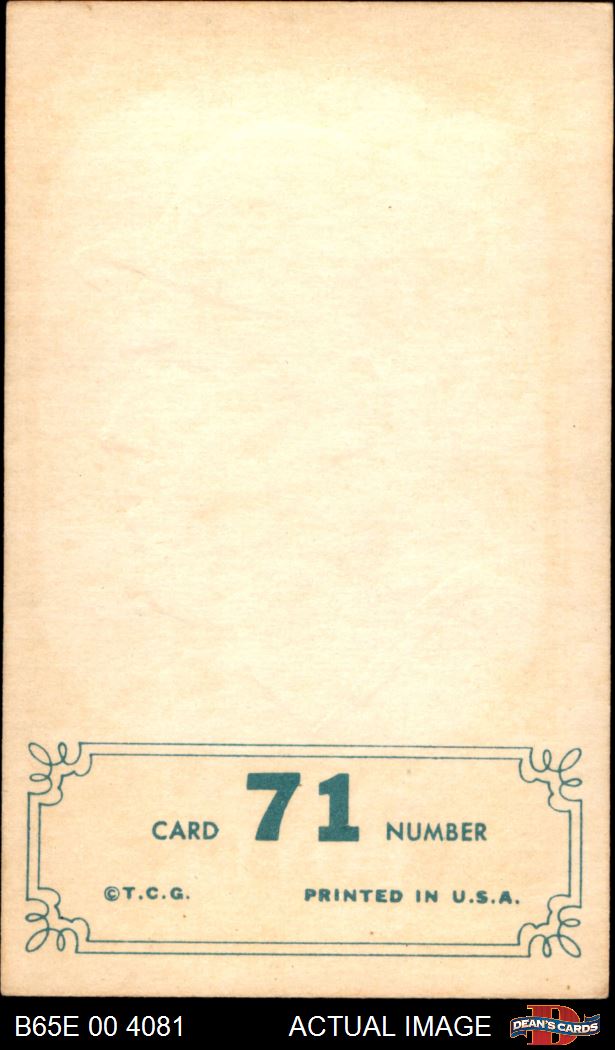 CARD 71 NUMBER
©T.C.G. PRINTED IN U.S.A.
B65E 00 4081 ACTUAL IMAGE DEAN'S CARDS